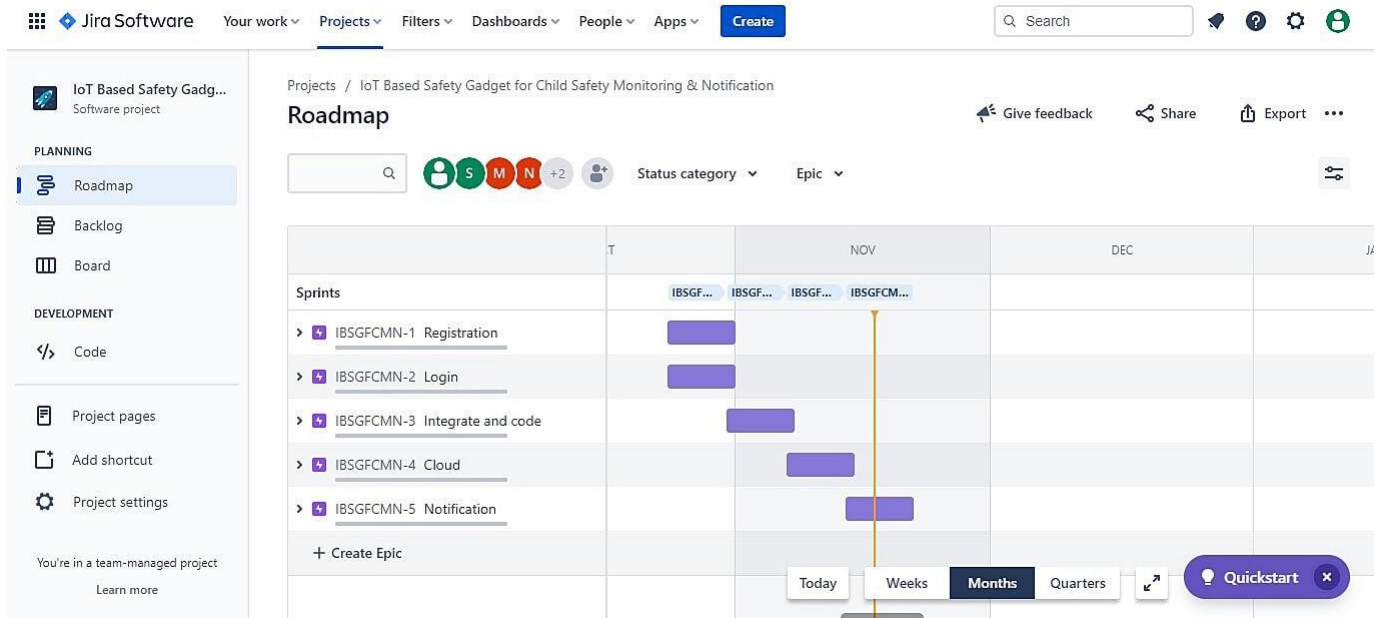 Jira Software Your work Projects Filters Dashboards People Apps Create Search
IoT Based Safety Gadg...
Software project
PLANNING
Roadmap
Backlog
Board
DEVELOPMENT
Code
Project pages
Add shortcut
Project settings
You're in a team-managed project
Learn more
Projects / IoT Based Safety Gadget for Child Safety Monitoring & Notification
Roadmap
Give feedback Share Export
S M N +2 Status category Epic
T NOV DEC JA
Sprints IBSGF... IBSGF... IBSGF... IBSGFCM...
IBSGFCMN-1 Registration
IBSGFCMN-2 Login
IBSGFCMN-3 Integrate and code
IBSGFCMN-4 Cloud
IBSGFCMN-5 Notification
+ Create Epic
Today Weeks Months Quarters Quickstart